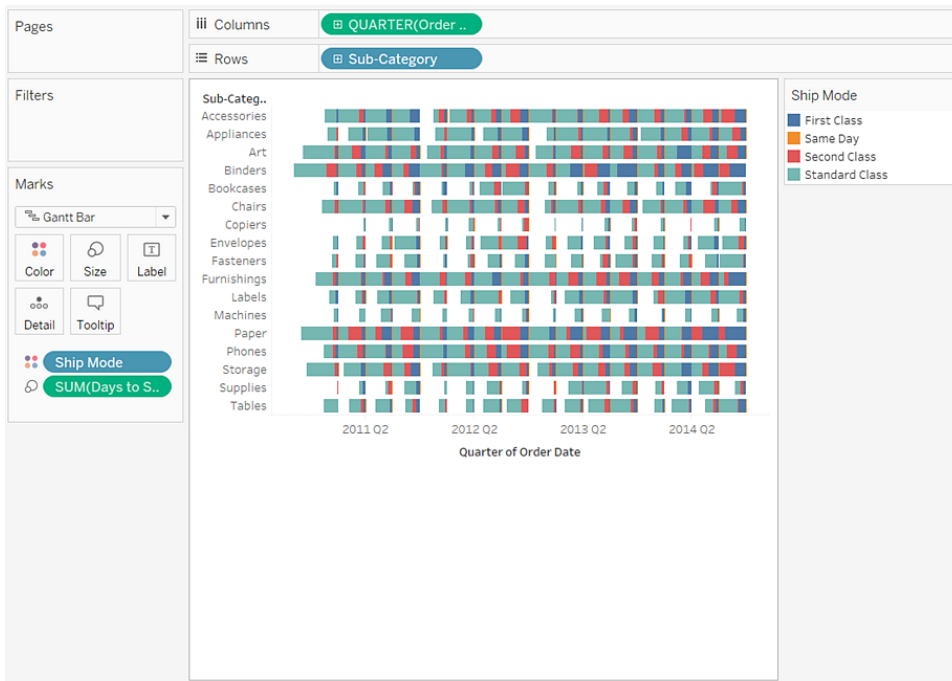 Pages
iii Columns
QUARTER(Order ..
Rows
Sub-Category
Filters
Marks
Gantt Bar
Color
Size
Label
Detail
Tooltip
Ship Mode
SUM(Days to S..
Sub-Categ..
Accessories
Appliances
Art
Binders
Bookcases
Chairs
Copiers
Envelopes
Fasteners
Furnishings
Labels
Machines
Paper
Phones
Storage
Supplies
Tables
2011 Q2 2012 Q2 2013 Q2 2014 Q2
Quarter of Order Date
Ship Mode
First Class
Same Day
Second Class
Standard Class